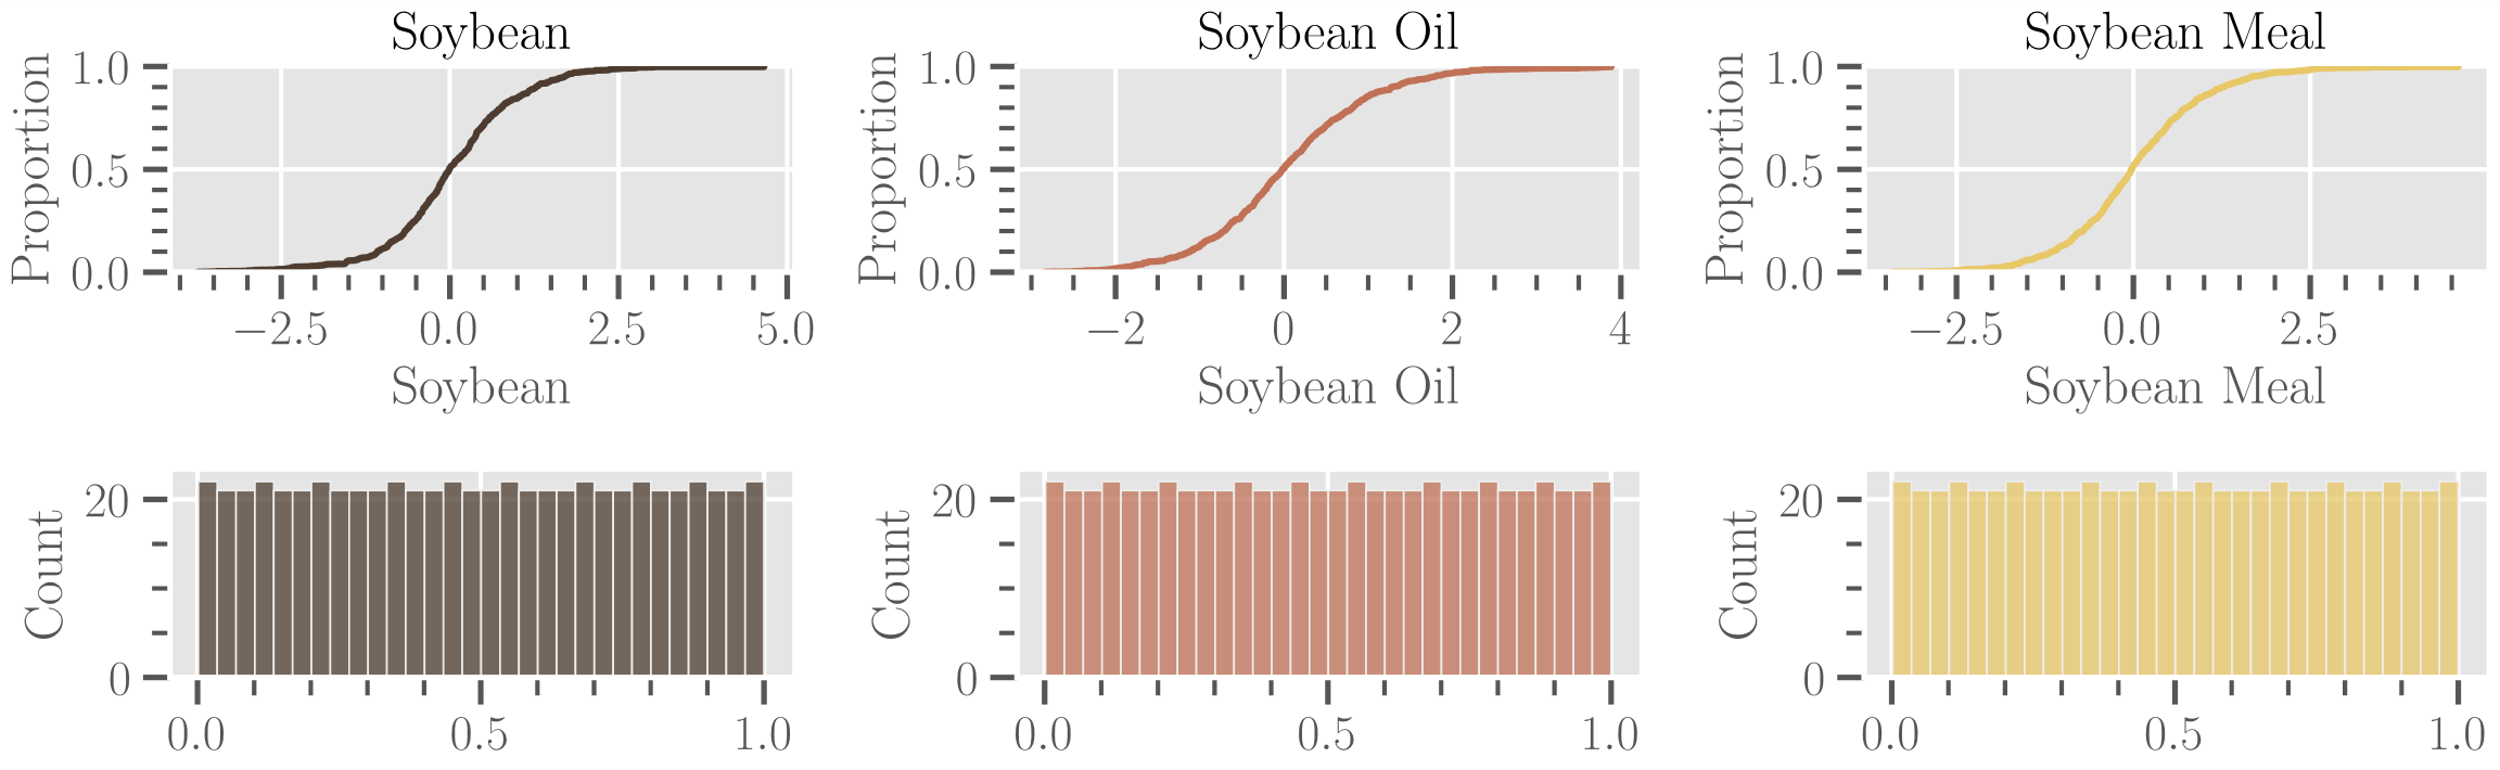 Soybean Soybean Oil Soybean Meal
Proportion Proportion Proportion
1.0 1.0 1.0
0.5 0.5 0.5
0.0 0.0 0.0
−2.5 0.0 2.5 5.0 −2 0 2 4 −2.5 0.0 2.5
Soybean Soybean Oil Soybean Meal
Count Count Count
20 20 20
0 0 0
0.0 0.5 1.0 0.0 0.5 1.0 0.0 0.5 1.0